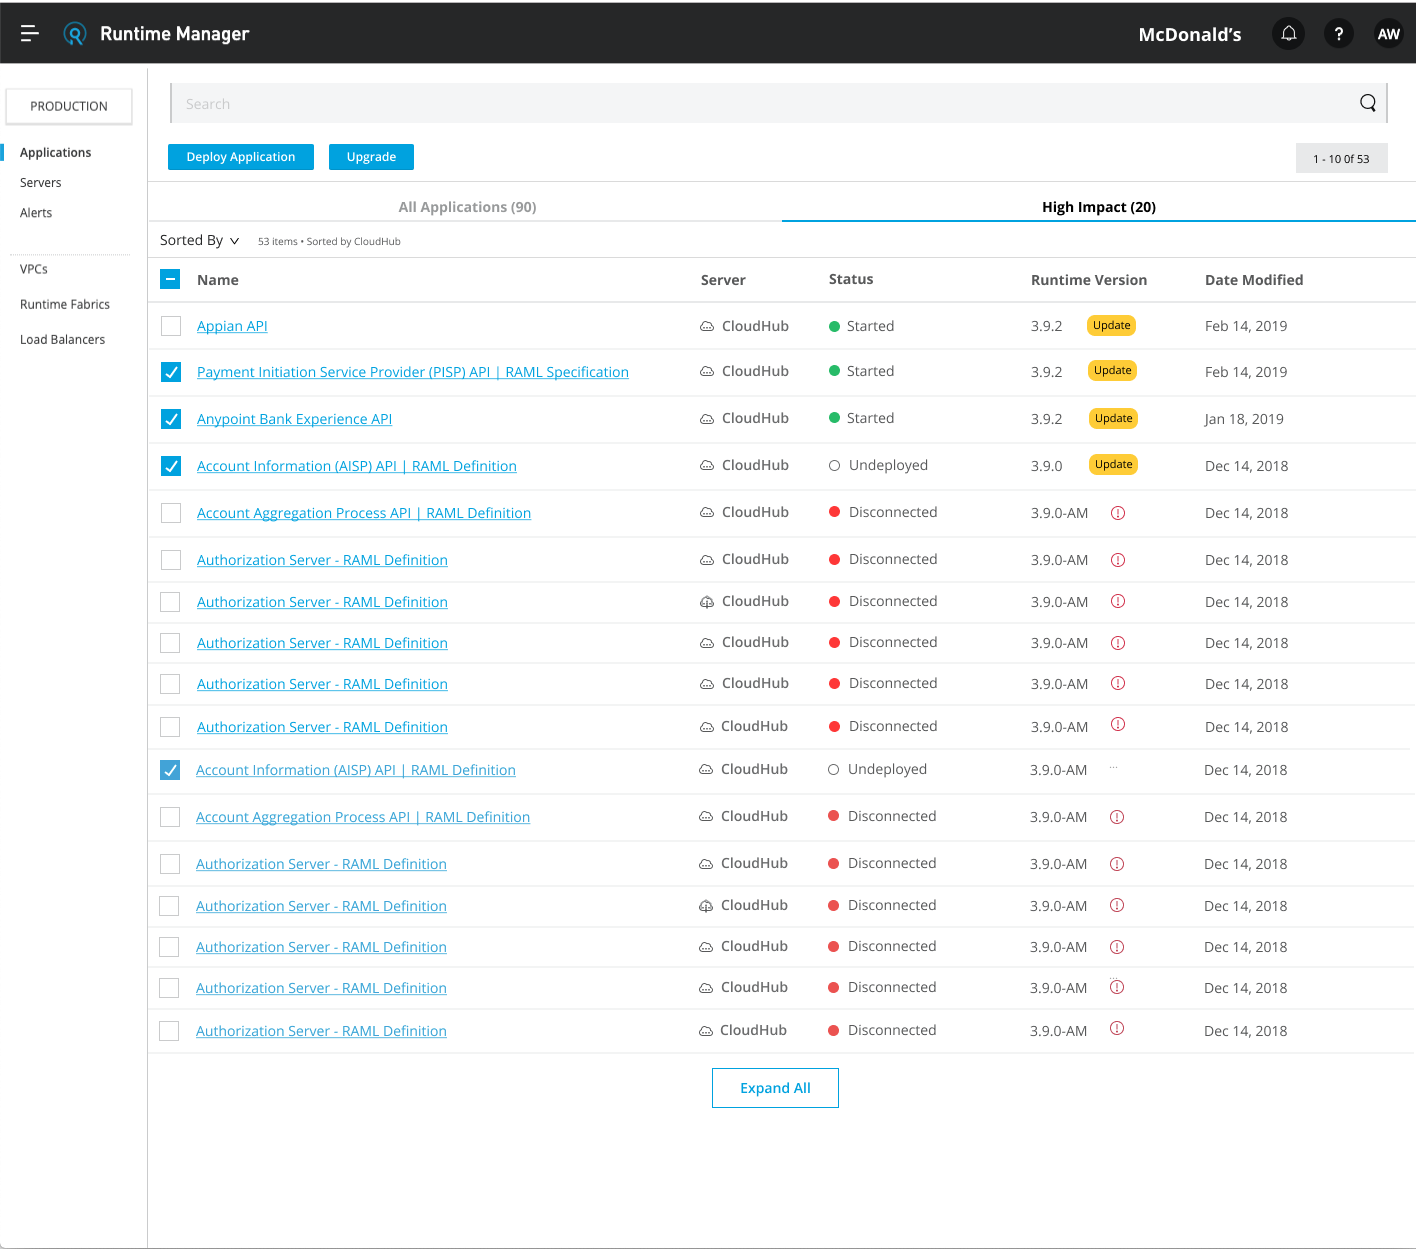 Runtime Manager McDonald's ? AW
PRODUCTION
Applications
Servers
Alerts
VPCs
Runtime Fabrics
Load Balancers
Search
Deploy Application Upgrade 1 - 10 0f 53
All Applications (90) High Impact (20)
Sorted By 53 items • Sorted by CloudHub
Name Server Status Runtime Version Date Modified
Appian API CloudHub Started 3.9.2 Update Feb 14, 2019
Payment Initiation Service Provider (PISP) API | RAML Specification CloudHub Started 3.9.2 Update Feb 14, 2019
Anypoint Bank Experience API CloudHub Started 3.9.2 Update Jan 18, 2019
Account Information (AISP) API | RAML Definition CloudHub Undeployed 3.9.0 Update Dec 14, 2018
Account Aggregation Process API | RAML Definition CloudHub Disconnected 3.9.0-AM Dec 14, 2018
Authorization Server - RAML Definition CloudHub Disconnected 3.9.0-AM Dec 14, 2018
Authorization Server - RAML Definition CloudHub Disconnected 3.9.0-AM Dec 14, 2018
Authorization Server - RAML Definition CloudHub Disconnected 3.9.0-AM Dec 14, 2018
Authorization Server - RAML Definition CloudHub Disconnected 3.9.0-AM Dec 14, 2018
Authorization Server - RAML Definition CloudHub Disconnected 3.9.0-AM Dec 14, 2018
Account Information (AISP) API | RAML Definition CloudHub Undeployed 3.9.0-AM ... Dec 14, 2018
Account Aggregation Process API | RAML Definition CloudHub Disconnected 3.9.0-AM Dec 14, 2018
Authorization Server - RAML Definition CloudHub Disconnected 3.9.0-AM Dec 14, 2018
Authorization Server - RAML Definition CloudHub Disconnected 3.9.0-AM Dec 14, 2018
Authorization Server - RAML Definition CloudHub Disconnected 3.9.0-AM Dec 14, 2018
Authorization Server - RAML Definition CloudHub Disconnected 3.9.0-AM ... Dec 14, 2018
Authorization Server - RAML Definition CloudHub Disconnected 3.9.0-AM Dec 14, 2018
Expand All